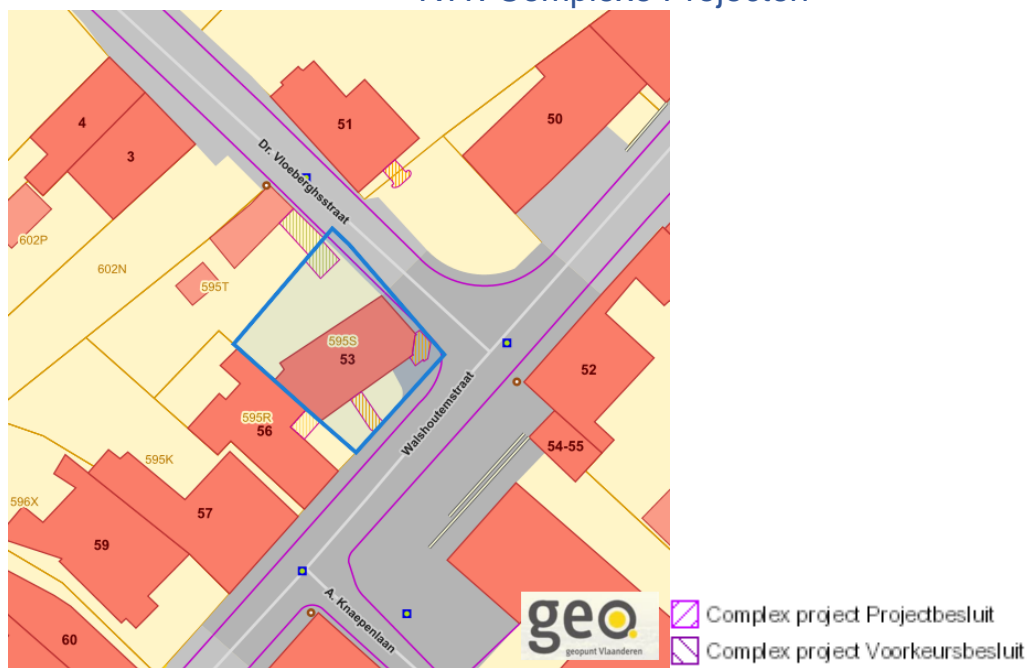 4
3
51
50
Dr. Vloeberghsstraat
602P
602N
595T
595S
53
52
Walshoutemstraat
595R
56
54-55
595K
596X
57
59
A. Knaepenlaan
60
geo
geopunt Vlaanderen
Complex project Projectbesluit
Complex project Voorkeursbesluit